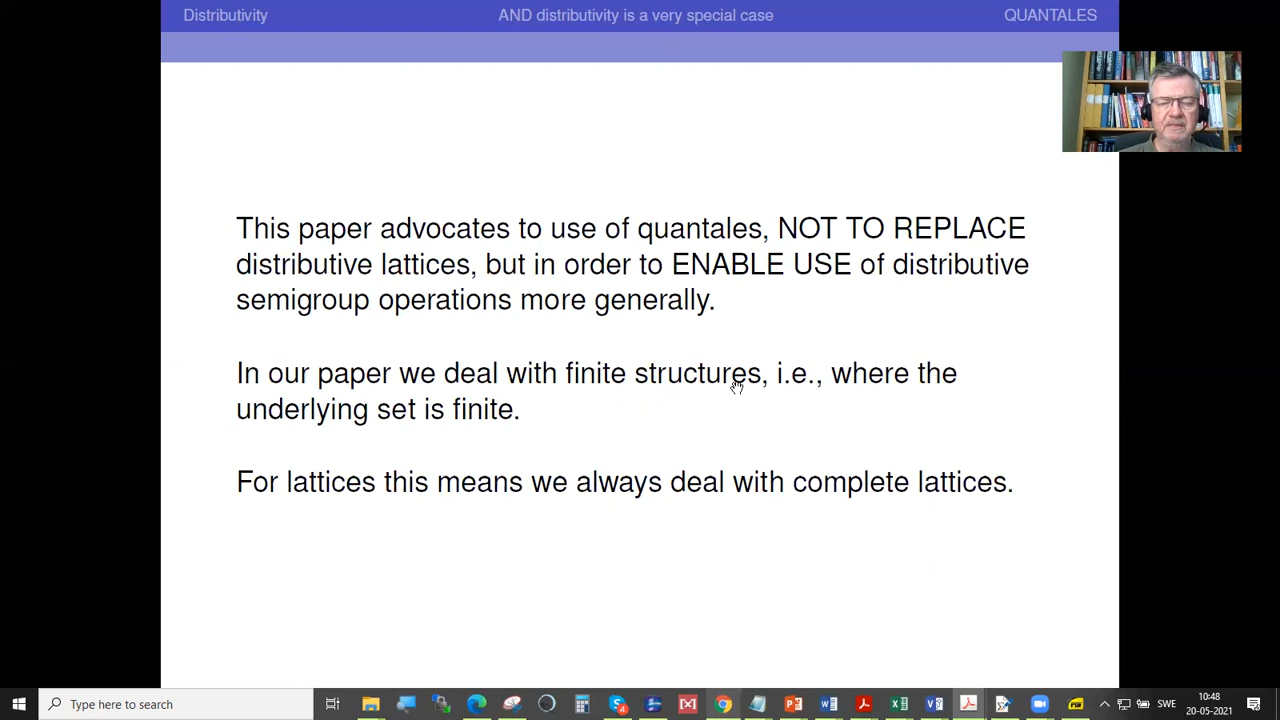 Distributivity
AND distributivity is a very special case
QUANTALES
This paper advocates to use of quantales, NOT TO REPLACE
distributive lattices, but in order to ENABLE USE of distributive
semigroup operations more generally.
In our paper we deal with finite structures, i.e., where the
underlying set is finite.
For lattices this means we always deal with complete lattices.
Type here to search
SWE
10:48
20-05-2021